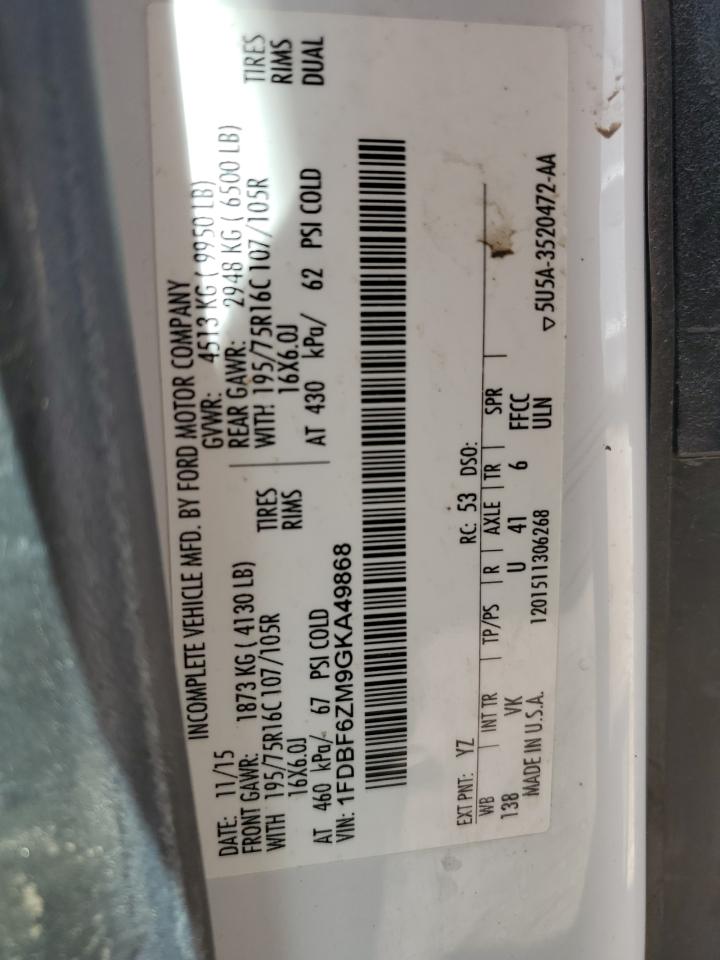 INCOMPLETE VEHICLE MFD. BY FORD MOTOR COMPANY
DATE: 11/15 GVWR: 4513 KG ( 9950 LB)
FRONT GAWR: 1873 KG ( 4130 LB) REAR GAWR: 2948 KG ( 6500 LB)
WITH 195/75R16C 107/105R TIRES WITH 195/75R16C 107/105R TIRES
16X6.0J RIMS 16X6.0J RIMS
AT 460 kPa/ 67 PSI COLD AT 430 kPa/ 62 PSI COLD DUAL
VIN: 1FDBF6ZM9GKA49868
EXT PNT: YZ RC: 53 DSO:
WB INT TR TP/PS R AXLE TR SPR
138 VK U 41 6 FFCC
MADE IN U.S.A. 1201511306268 ULN
▽ 5U5A-3520472-AA